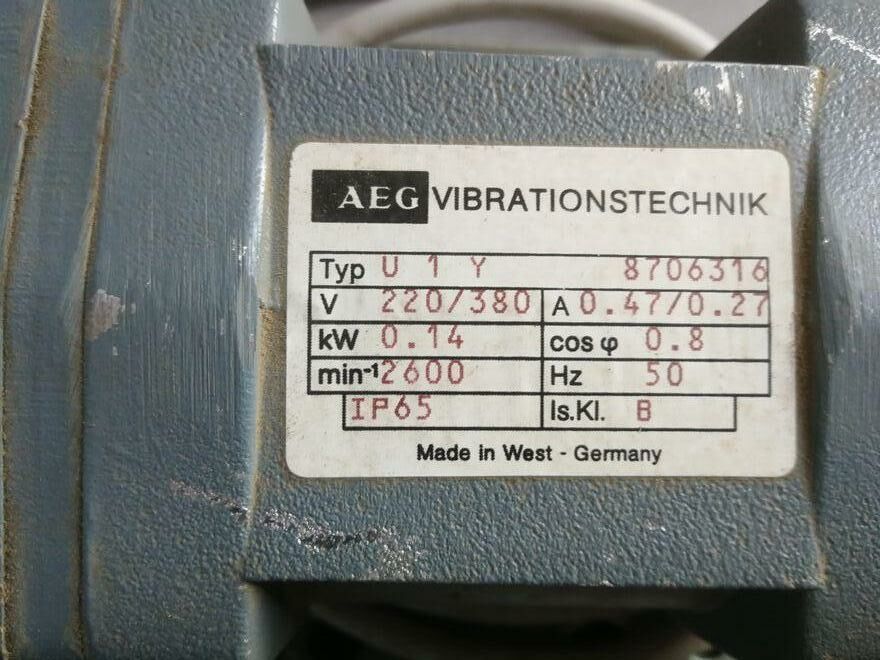 AEG VIBRATIONSTECHNIK
Typ U 1 Y 8706316
V 220/380 A 0.47/0.27
kW 0.14 cos φ 0.8
min-1 2600 Hz 50
IP65 Is.Kl. B
Made in West - Germany